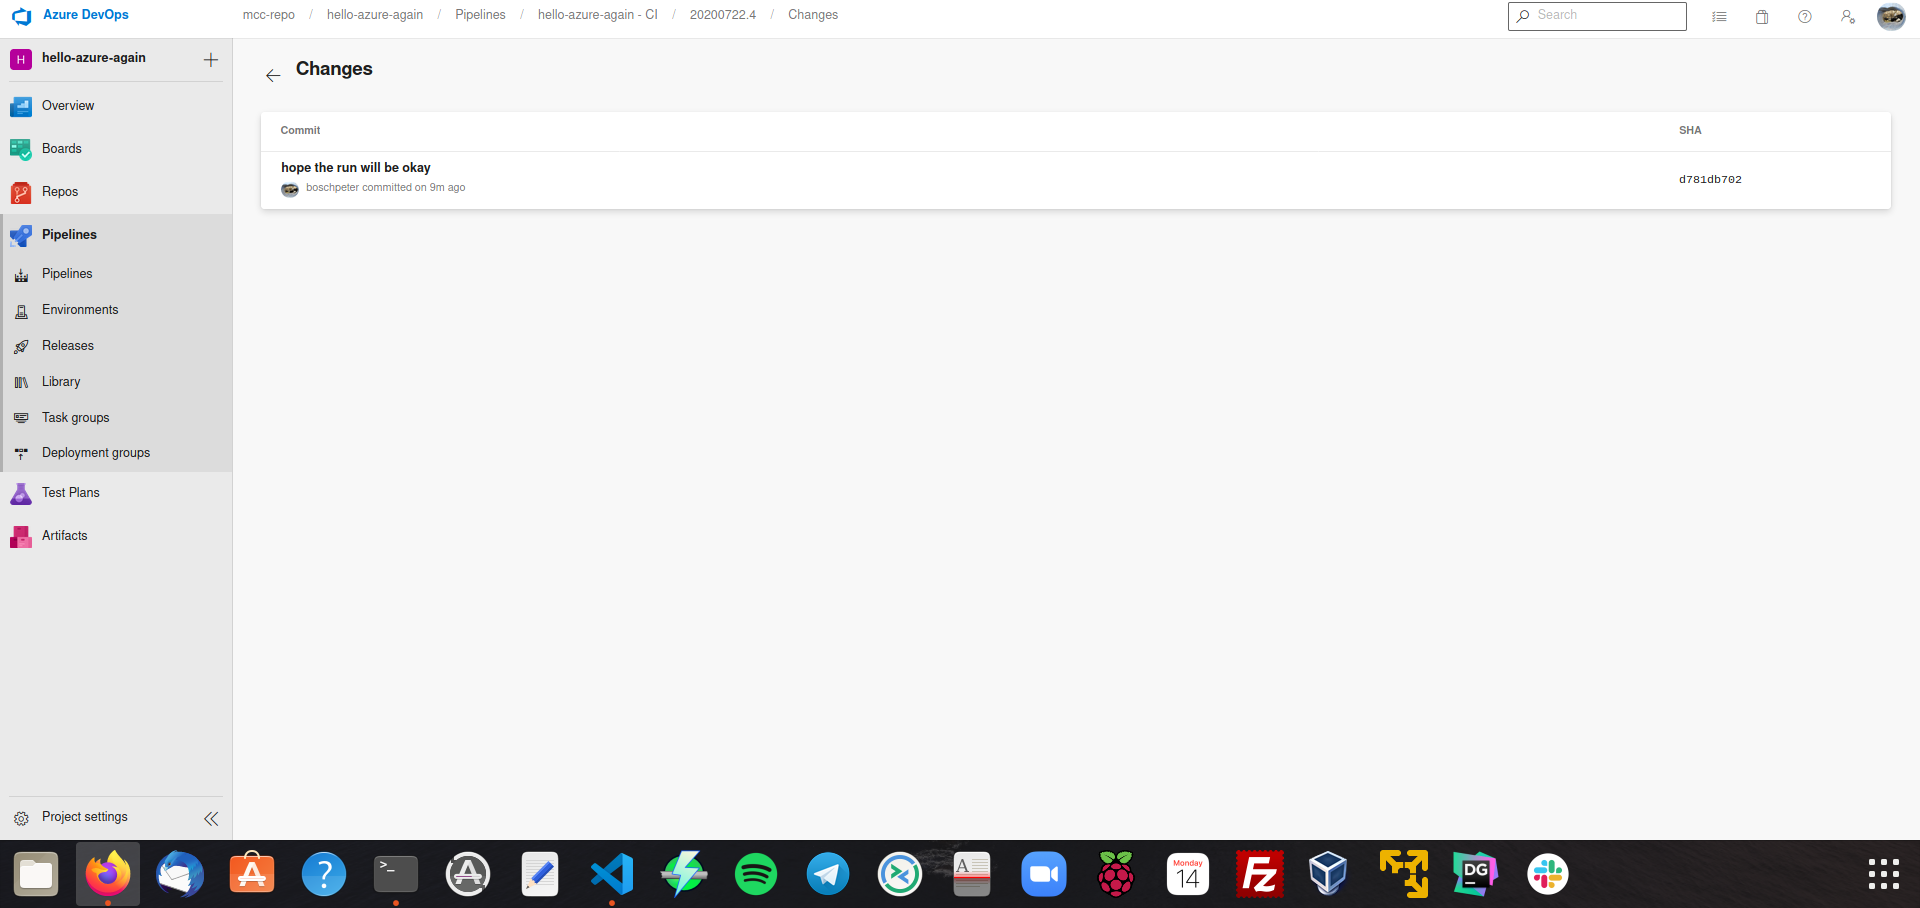 Azure DevOps
mcc-repo / hello-azure-again / Pipelines / hello-azure-again - CI / 20200722.4 / Changes
Search
H hello-azure-again
Overview
Boards
Repos
Pipelines
Pipelines
Environments
Releases
Library
Task groups
Deployment groups
Test Plans
Artifacts
Project settings
Changes
Commit SHA
hope the run will be okay
boschpeter committed on 9m ago
d781db702
>_
A
Monday
14
FZ
DG